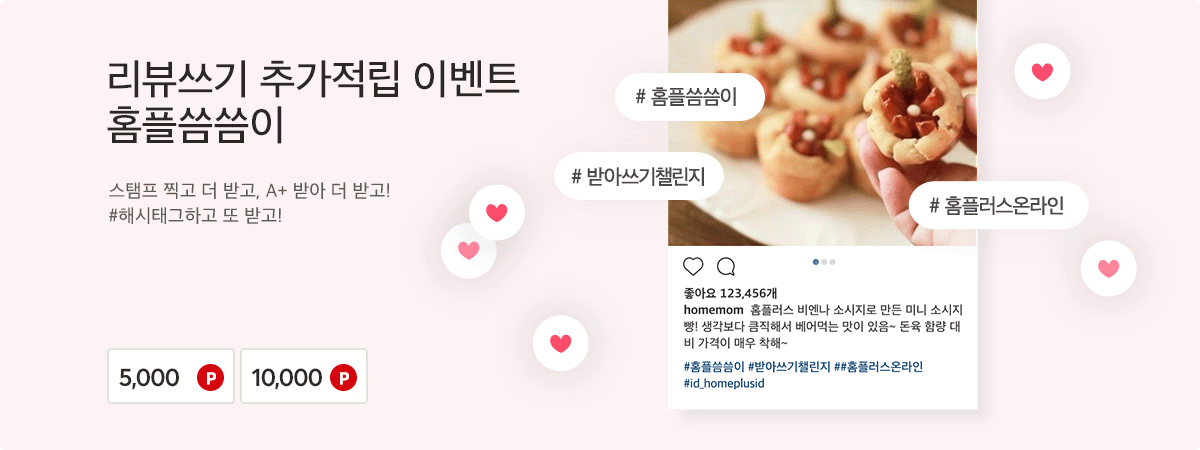 리뷰쓰기 추가적립 이벤트
홈플씀씀이
스탬프 찍고 더 받고, A+ 받아 더 받고!
#해시태그하고 또 받고!
5,000 P
10,000 P
# 홈플씀씀이
# 받아쓰기챌린지
# 홈플러스온라인
좋아요 123,456개
homemom 홈플러스 비엔나 소시지로 만든 미니 소시지
빵! 생각보다 큼직해서 베어먹는 맛이 있음~ 돈육 함량 대
비 가격이 매우 착해~
#홈플씀씀이 #받아쓰기챌린지 ##홈플러스온라인
#id_homeplusid